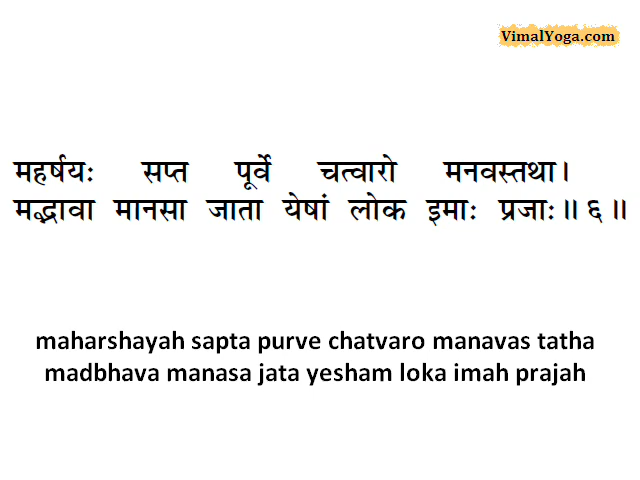 VimalYoga.com
महर्षयः सप्त पूर्वे चत्वारो मनवस्तथा।
मद्भावा मानसा जाता येषां लोक इमाः प्रजाः॥६॥
maharshayah sapta purve chatvaro manavas tatha
madbhava manasa jata yesham loka imah prajah